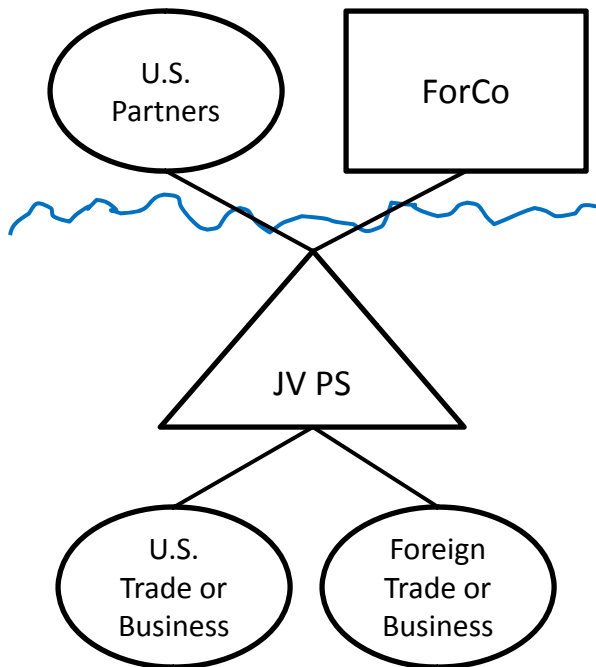 U.S.
Partners
ForCo
JV PS
U.S.
Trade or
Business
Foreign
Trade or
Business